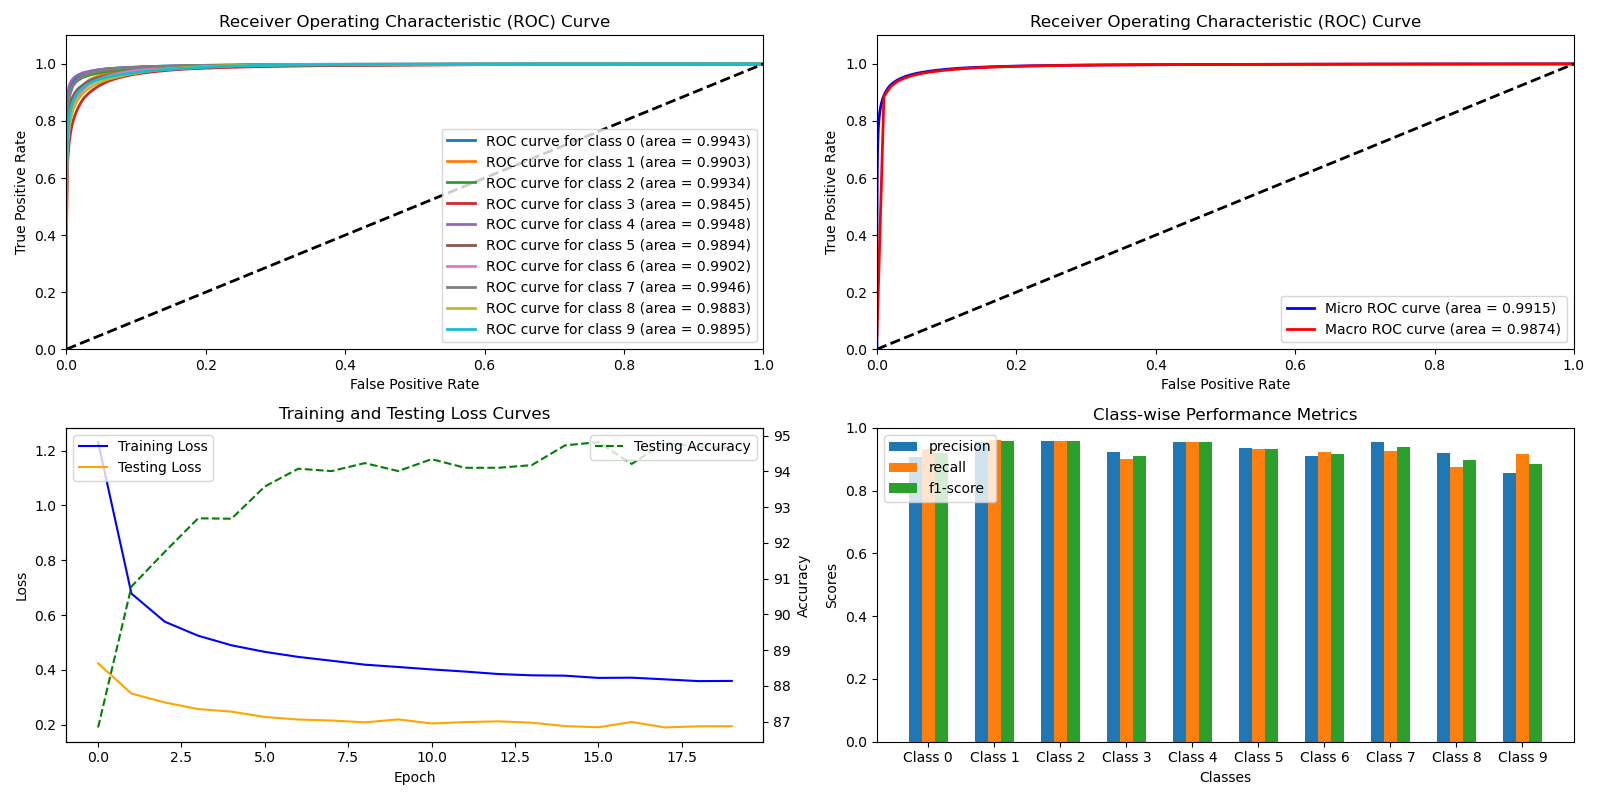 Receiver Operating Characteristic (ROC) Curve
True Positive Rate
1.0
0.8
0.6
0.4
0.2
0.0
ROC curve for class 0 (area = 0.9943)
ROC curve for class 1 (area = 0.9903)
ROC curve for class 2 (area = 0.9934)
ROC curve for class 3 (area = 0.9845)
ROC curve for class 4 (area = 0.9948)
ROC curve for class 5 (area = 0.9894)
ROC curve for class 6 (area = 0.9902)
ROC curve for class 7 (area = 0.9946)
ROC curve for class 8 (area = 0.9883)
ROC curve for class 9 (area = 0.9895)
0.0 0.2 0.4 0.6 0.8 1.0
False Positive Rate
Receiver Operating Characteristic (ROC) Curve
True Positive Rate
1.0
0.8
0.6
0.4
0.2
0.0
Micro ROC curve (area = 0.9915)
Macro ROC curve (area = 0.9874)
0.0 0.2 0.4 0.6 0.8 1.0
False Positive Rate
Training and Testing Loss Curves
Loss
1.2
1.0
0.8
0.6
0.4
0.2
Training Loss
Testing Loss
Testing Accuracy
95
94
93
92
91
90
89
88
87
Accuracy
0.0 2.5 5.0 7.5 10.0 12.5 15.0 17.5
Epoch
Class-wise Performance Metrics
Scores
1.0
0.8
0.6
0.4
0.2
0.0
precision
recall
f1-score
Class 0 Class 1 Class 2 Class 3 Class 4 Class 5 Class 6 Class 7 Class 8 Class 9
Classes